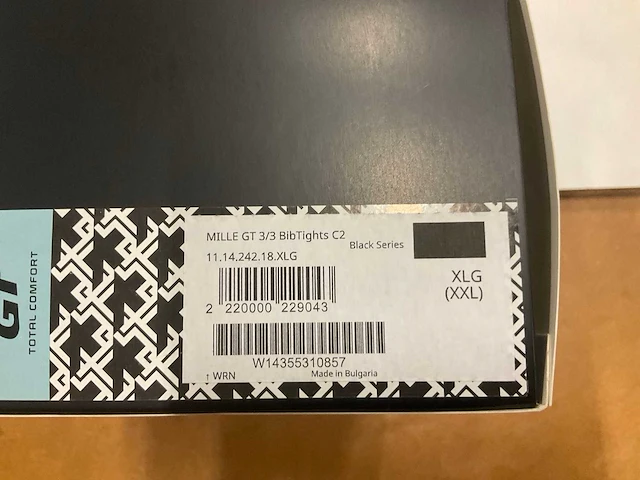 GT
TOTAL COMFORT
MILLE GT 3/3 BibTights C2
Black Series
11.14.242.18.XLG
XLG
(XXL)
2 220000 229043
W14355310857
↑ WRN
Made in Bulgaria